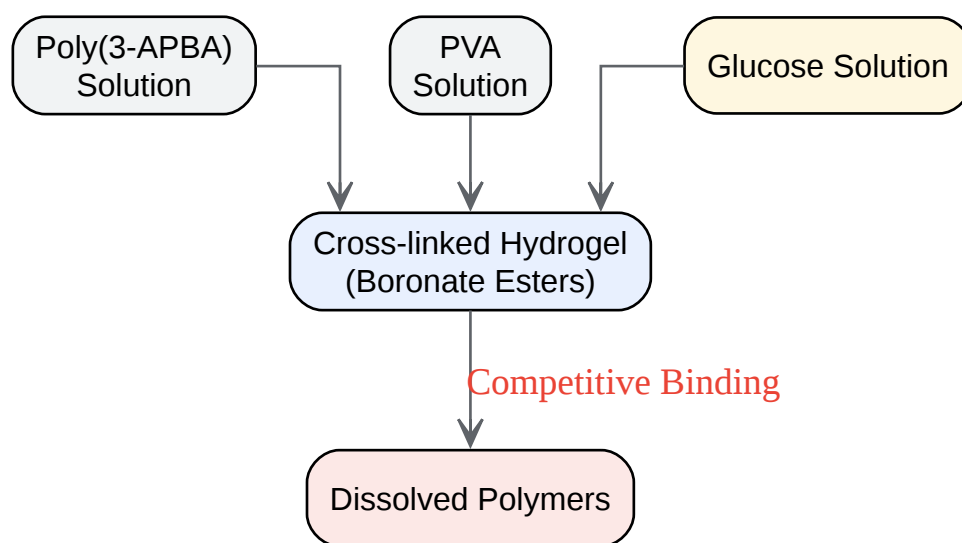 Poly(3-APBA)
Solution
PVA
Solution
Glucose Solution
Cross-linked Hydrogel
(Boronate Esters)
Competitive Binding
Dissolved Polymers